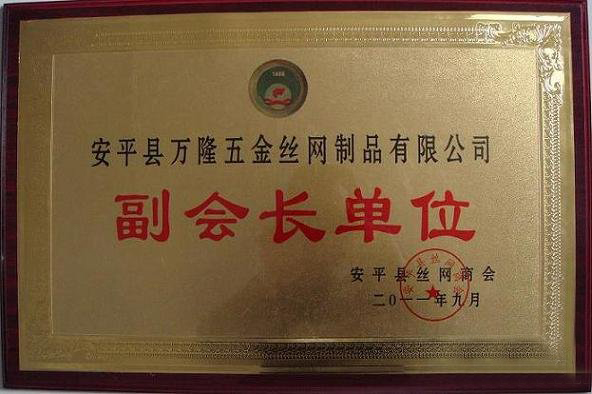 安平县万隆五金丝网制品有限公司
副会长单位
安平县丝网商会
二〇一一年九月